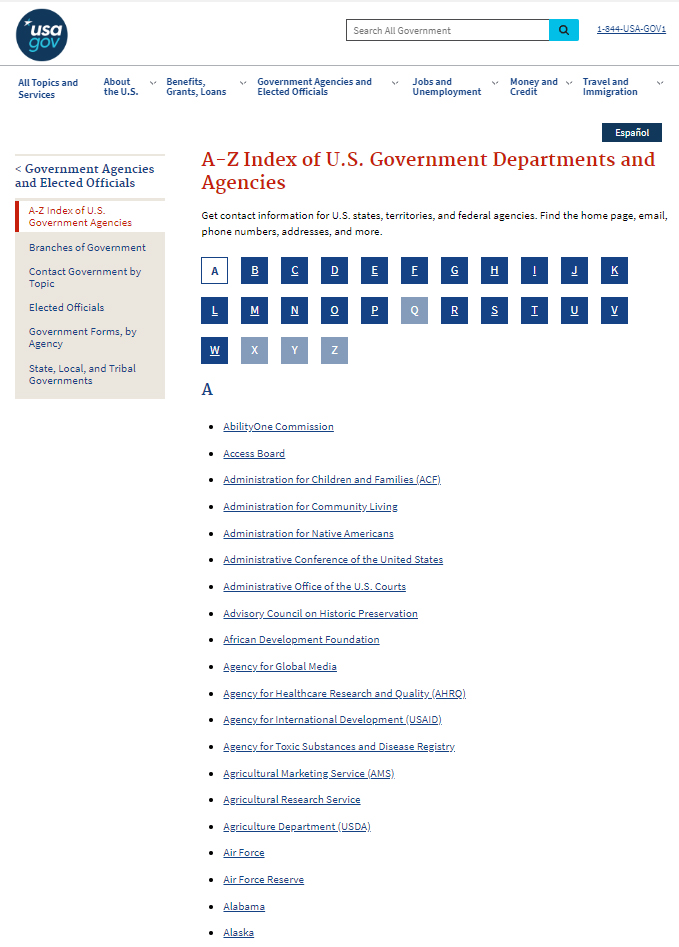 usa
gov
Search All Government
1-844-USA-GOV1
All Topics and
Services
About
the U.S.
Benefits,
Grants, Loans
Government Agencies and
Elected Officials
Jobs and
Unemployment
Money and
Credit
Travel and
Immigration
Español
< Government Agencies
and Elected Officials
A-Z Index of U.S.
Government Agencies
Branches of Government
Contact Government by
Topic
Elected Officials
Government Forms, by
Agency
State, Local, and Tribal
Governments
A-Z Index of U.S. Government Departments and
Agencies
Get contact information for U.S. states, territories, and federal agencies. Find the home page, email,
phone numbers, addresses, and more.
A B C D E F G H I J K
L M N O P Q R S T U V
W X Y Z
A
AbilityOne Commission
Access Board
Administration for Children and Families (ACF)
Administration for Community Living
Administration for Native Americans
Administrative Conference of the United States
Administrative Office of the U.S. Courts
Advisory Council on Historic Preservation
African Development Foundation
Agency for Global Media
Agency for Healthcare Research and Quality (AHRQ)
Agency for International Development (USAID)
Agency for Toxic Substances and Disease Registry
Agricultural Marketing Service (AMS)
Agricultural Research Service
Agriculture Department (USDA)
Air Force
Air Force Reserve
Alabama
Alaska